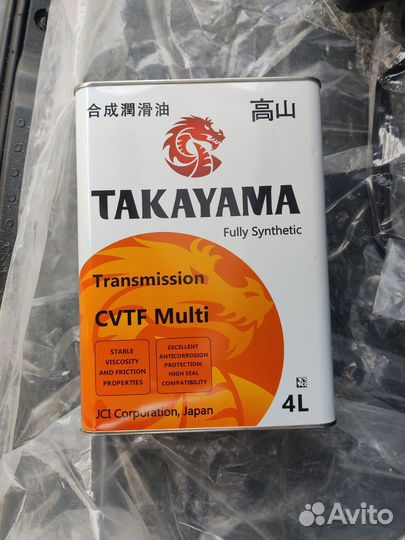 合成潤滑油
高山
TAKAYAMA
Fully Synthetic
Transmission
CVTF Multi
STABLE
VISCOSITY
AND FRICTION
PROPERTIES
EXCELLENT
ANTICORROSION
PROTECTION;
HIGH SEAL
COMPATIBILITY
JCI Corporation, Japan
4L
Avito